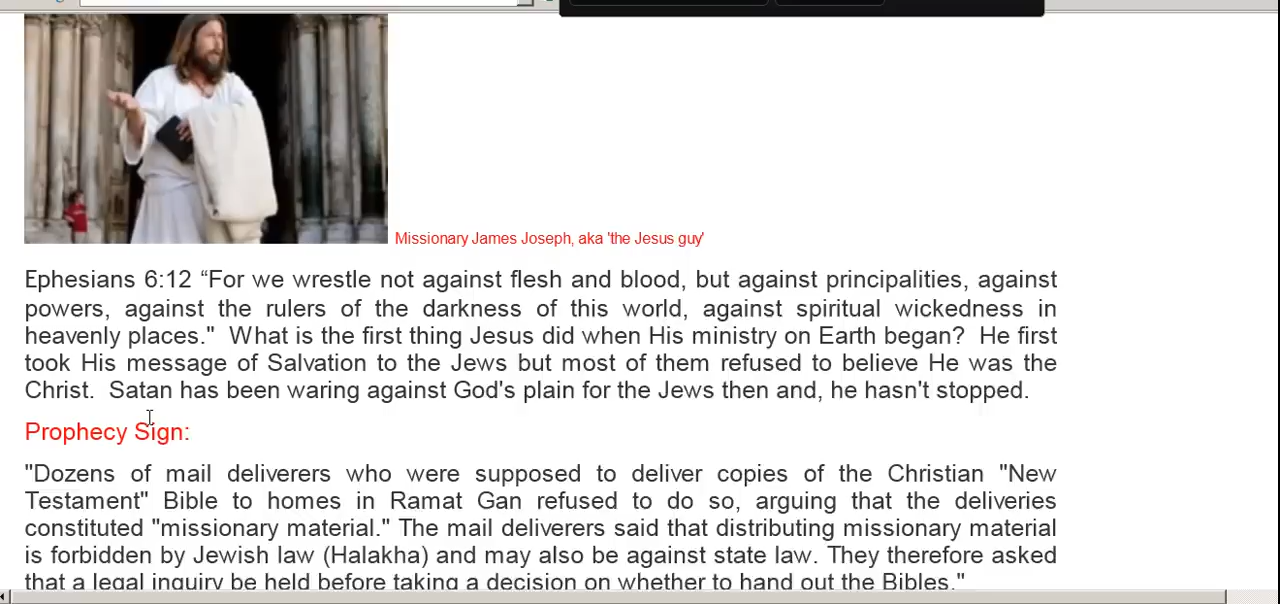 Missionary James Joseph, aka 'the Jesus guy'
Ephesians 6:12 “For we wrestle not against flesh and blood, but against principalities, against
powers, against the rulers of the darkness of this world, against spiritual wickedness in
heavenly places."  What is the first thing Jesus did when His ministry on Earth began?  He first
took His message of Salvation to the Jews but most of them refused to believe He was the
Christ.  Satan has been waring against God's plain for the Jews then and, he hasn't stopped.
Prophecy Sign:
"Dozens of mail deliverers who were supposed to deliver copies of the Christian "New
Testament" Bible to homes in Ramat Gan refused to do so, arguing that the deliveries
constituted "missionary material." The mail deliverers said that distributing missionary material
is forbidden by Jewish law (Halakha) and may also be against state law. They therefore asked
that a legal inquiry be held before taking a decision on whether to hand out the Bibles."